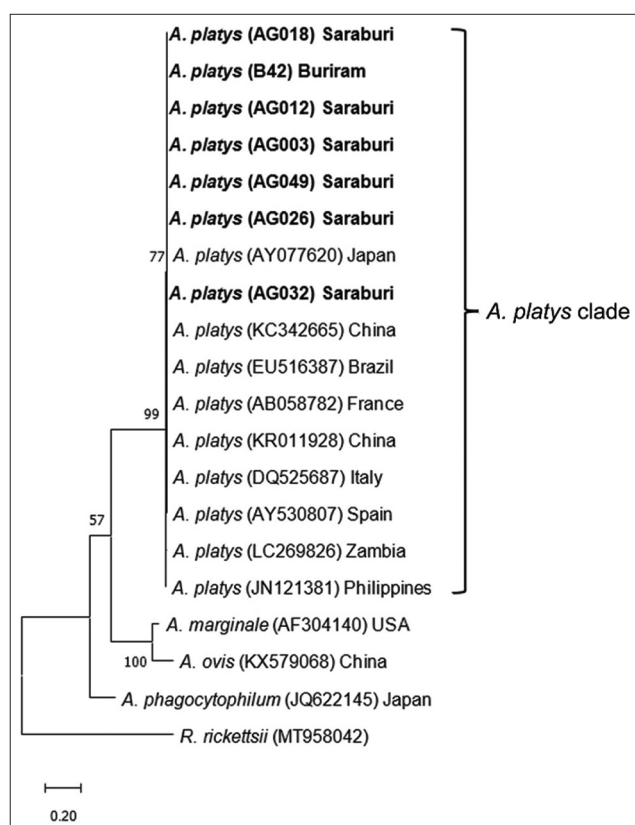 A. platys (AG018) Saraburi
A. platys (B42) Buriram
A. platys (AG012) Saraburi
A. platys (AG003) Saraburi
A. platys (AG049) Saraburi
A. platys (AG026) Saraburi
77
A. platys (AY077620) Japan
A. platys (AG032) Saraburi
A. platys clade
A. platys (KC342665) China
A. platys (EU516387) Brazil
A. platys (AB058782) France
99
A. platys (KR011928) China
A. platys (DQ525687) Italy
A. platys (AY530807) Spain
57
A. platys (LC269826) Zambia
A. platys (JN121381) Philippines
A. marginale (AF304140) USA
100
A. ovis (KX579068) China
A. phagocytophilum (JQ622145) Japan
R. rickettsii (MT958042)
0.20